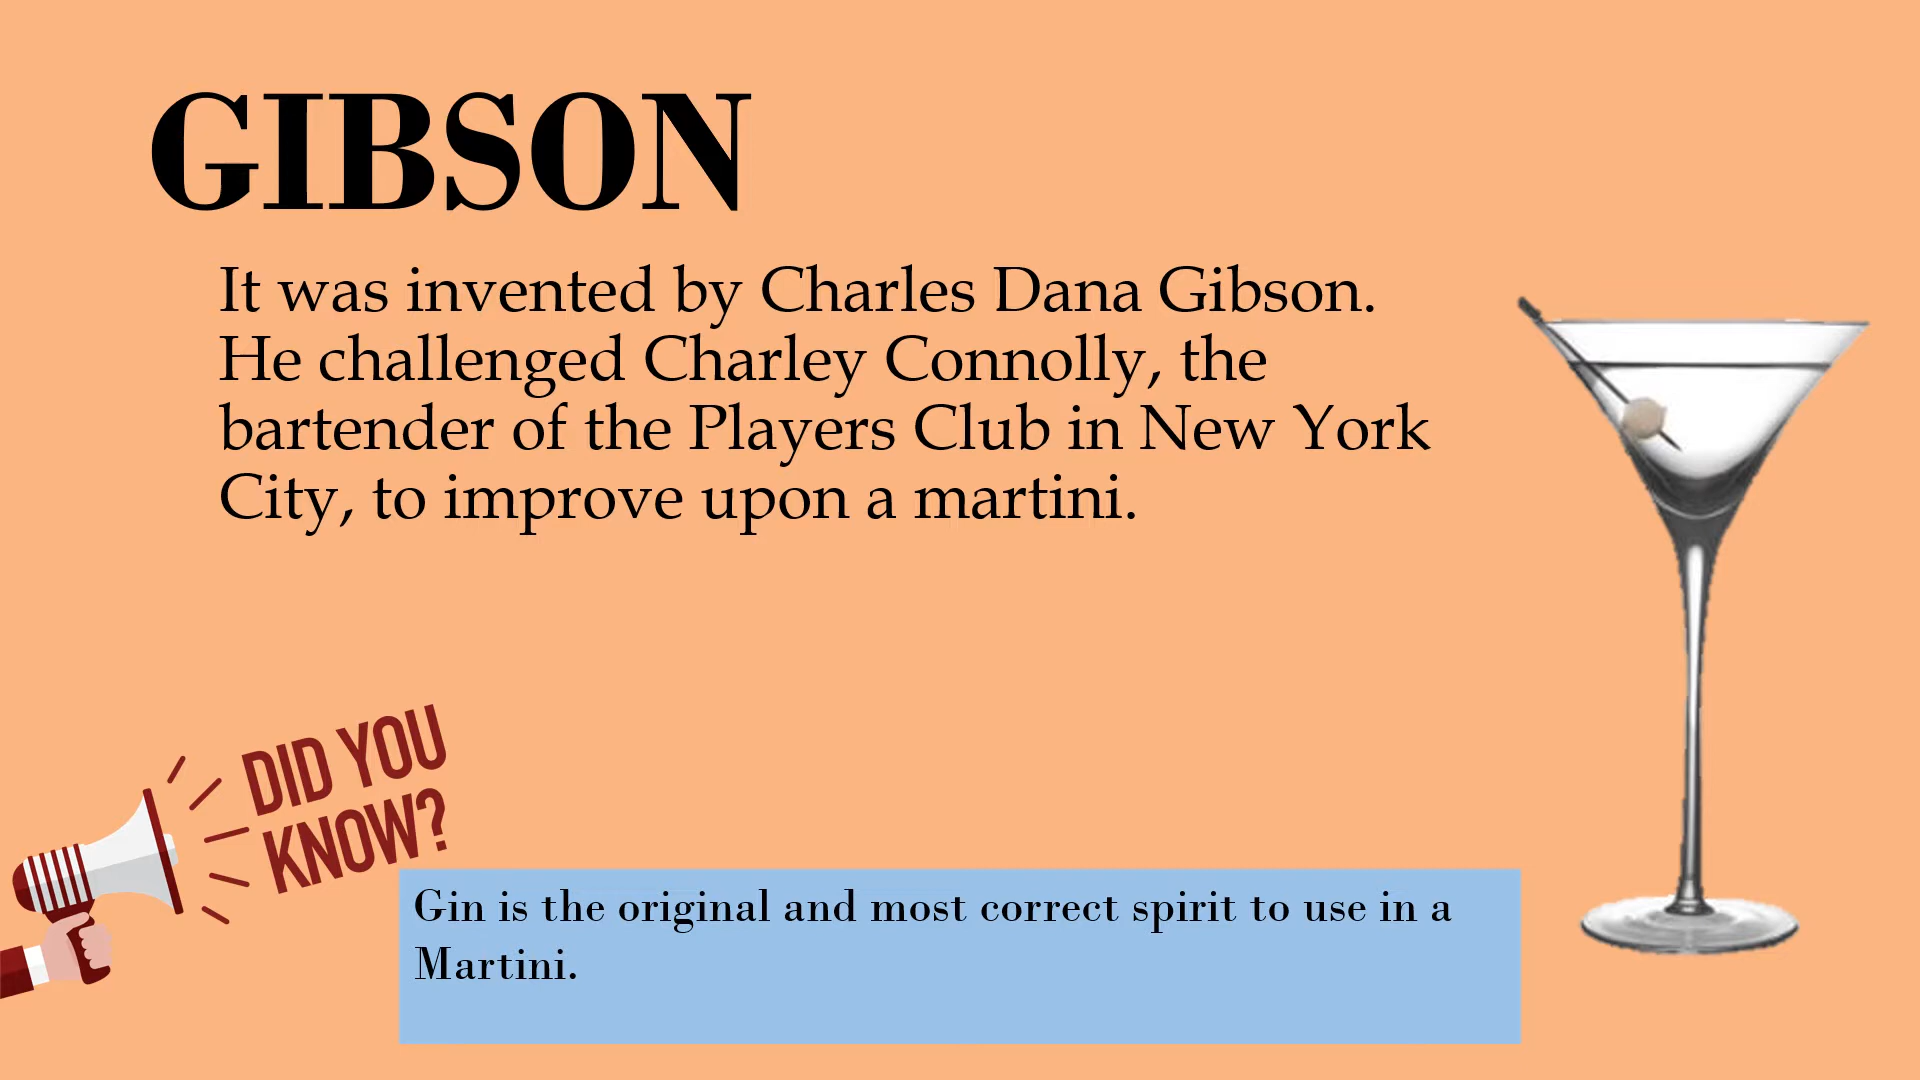 GIBSON
It was invented by Charles Dana Gibson.
He challenged Charley Connolly, the
bartender of the Players Club in New York
City, to improve upon a martini.
DID YOU
KNOW?
Gin is the original and most correct spirit to use in a
Martini.